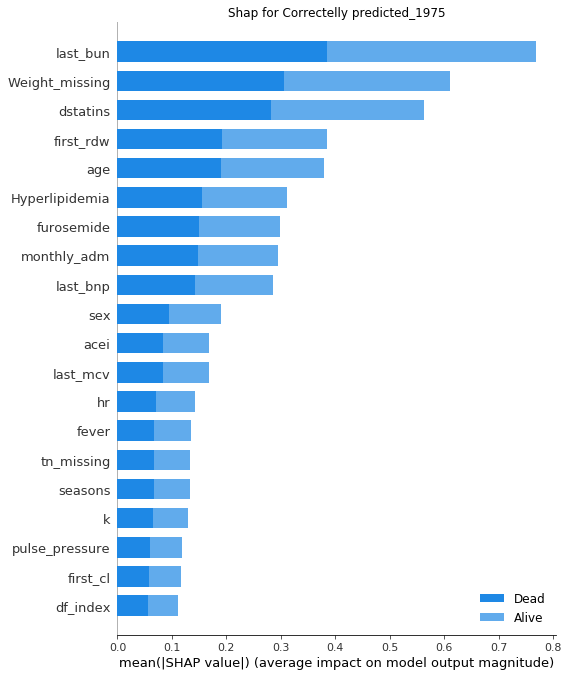 Shap for Correctelly predicted_1975
last_bun
Weight_missing
dstatins
first_rdw
age
Hyperlipidemia
furosemide
monthly_adm
last_bnp
sex
acei
last_mcv
hr
fever
tn_missing
seasons
k
pulse_pressure
first_cl
df_index
Dead
Alive
0.0 0.1 0.2 0.3 0.4 0.5 0.6 0.7 0.8
mean(|SHAP value|) (average impact on model output magnitude)